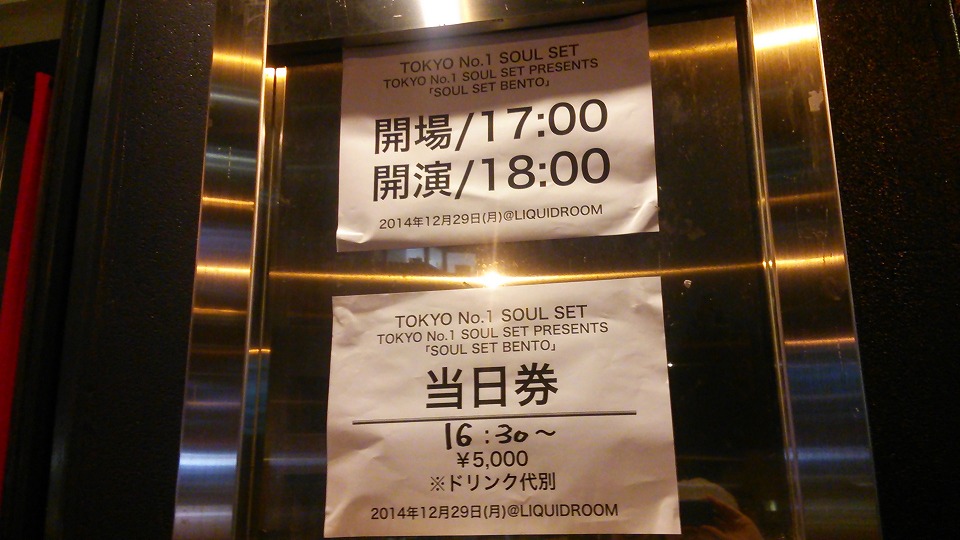 TOKYO No.1 SOUL SET
TOKYO No.1 SOUL SET PRESENTS
「SOUL SET BENTO」
開場/17:00
開演/18:00
2014年12月29日(月)@LIQUIDROOM
TOKYO No.1 SOUL SET
TOKYO No.1 SOUL SET PRESENTS
「SOUL SET BENTO」
当日券
16:30〜
¥5,000
※ドリンク代別
2014年12月29日(月)@LIQUIDROOM